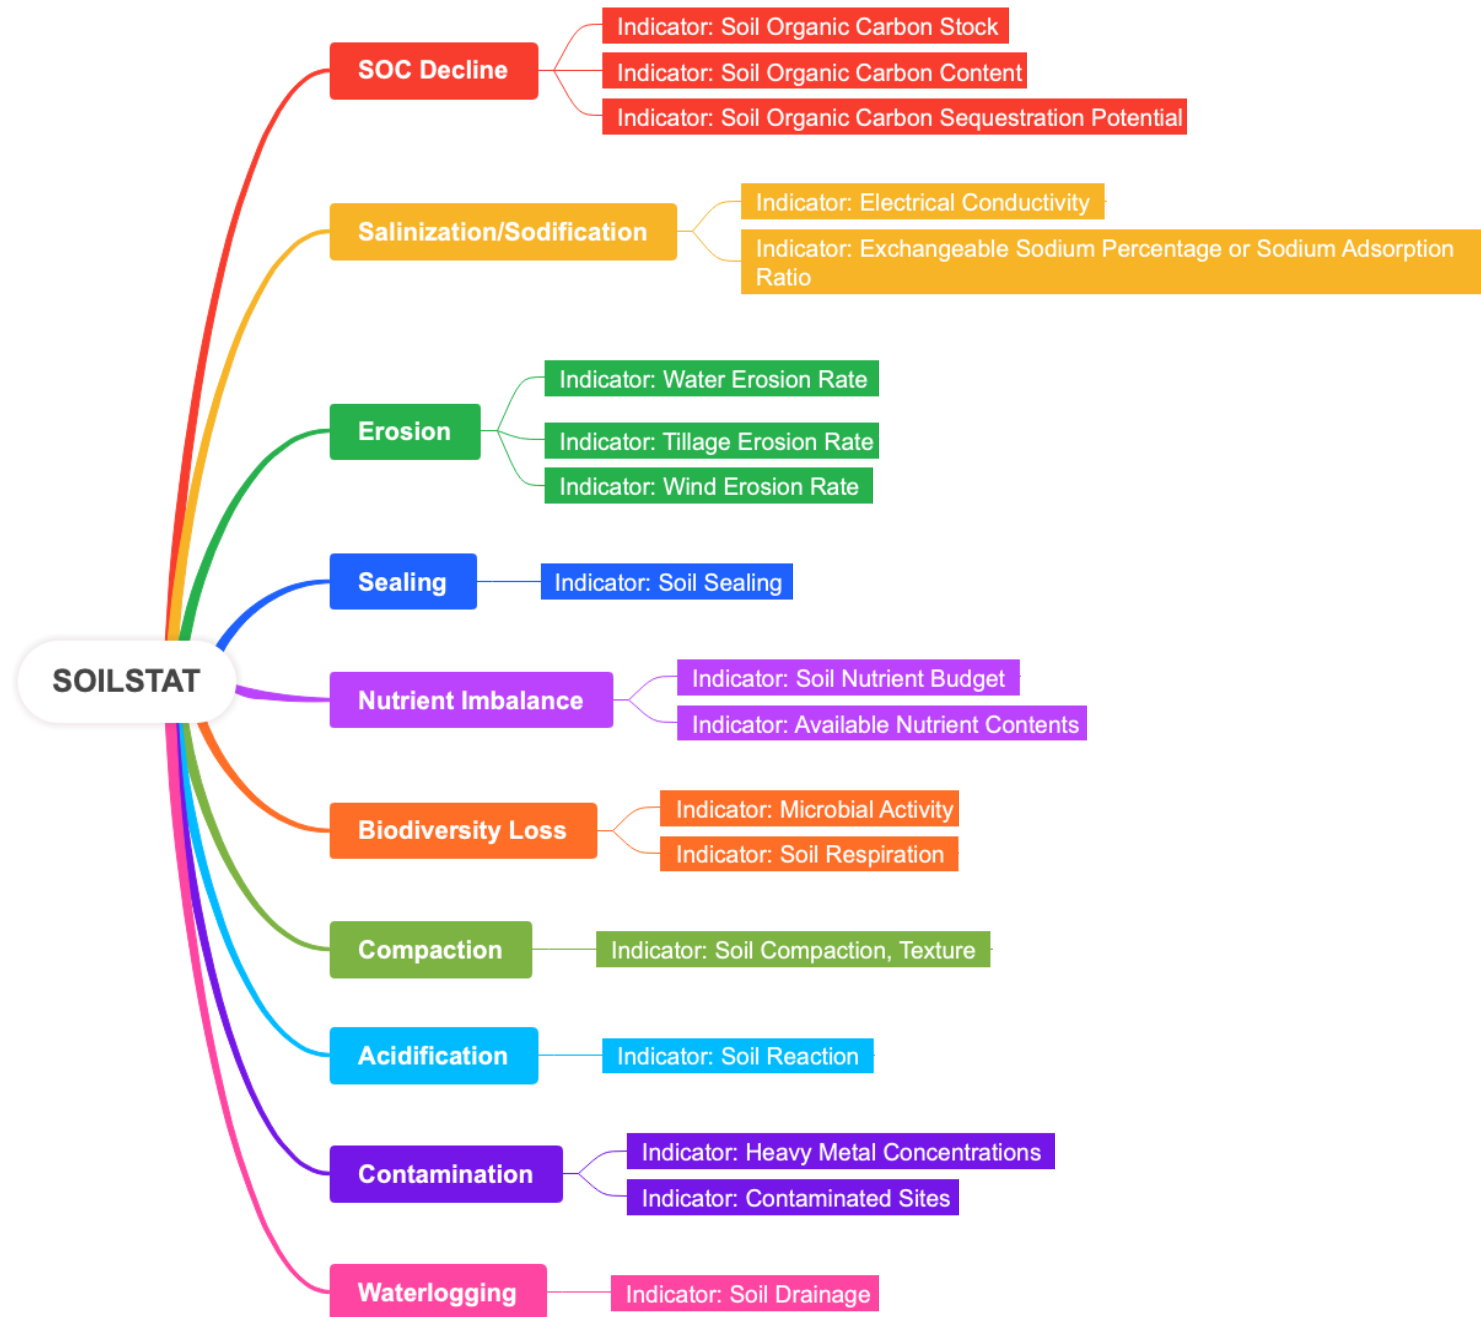 SOILSTAT
SOC Decline
Indicator: Soil Organic Carbon Stock
Indicator: Soil Organic Carbon Content
Indicator: Soil Organic Carbon Sequestration Potential
Salinization/Sodification
Indicator: Electrical Conductivity
Indicator: Exchangeable Sodium Percentage or Sodium Adsorption
Ratio
Erosion
Indicator: Water Erosion Rate
Indicator: Tillage Erosion Rate
Indicator: Wind Erosion Rate
Sealing
Indicator: Soil Sealing
Nutrient Imbalance
Indicator: Soil Nutrient Budget
Indicator: Available Nutrient Contents
Biodiversity Loss
Indicator: Microbial Activity
Indicator: Soil Respiration
Compaction
Indicator: Soil Compaction, Texture
Acidification
Indicator: Soil Reaction
Contamination
Indicator: Heavy Metal Concentrations
Indicator: Contaminated Sites
Waterlogging
Indicator: Soil Drainage